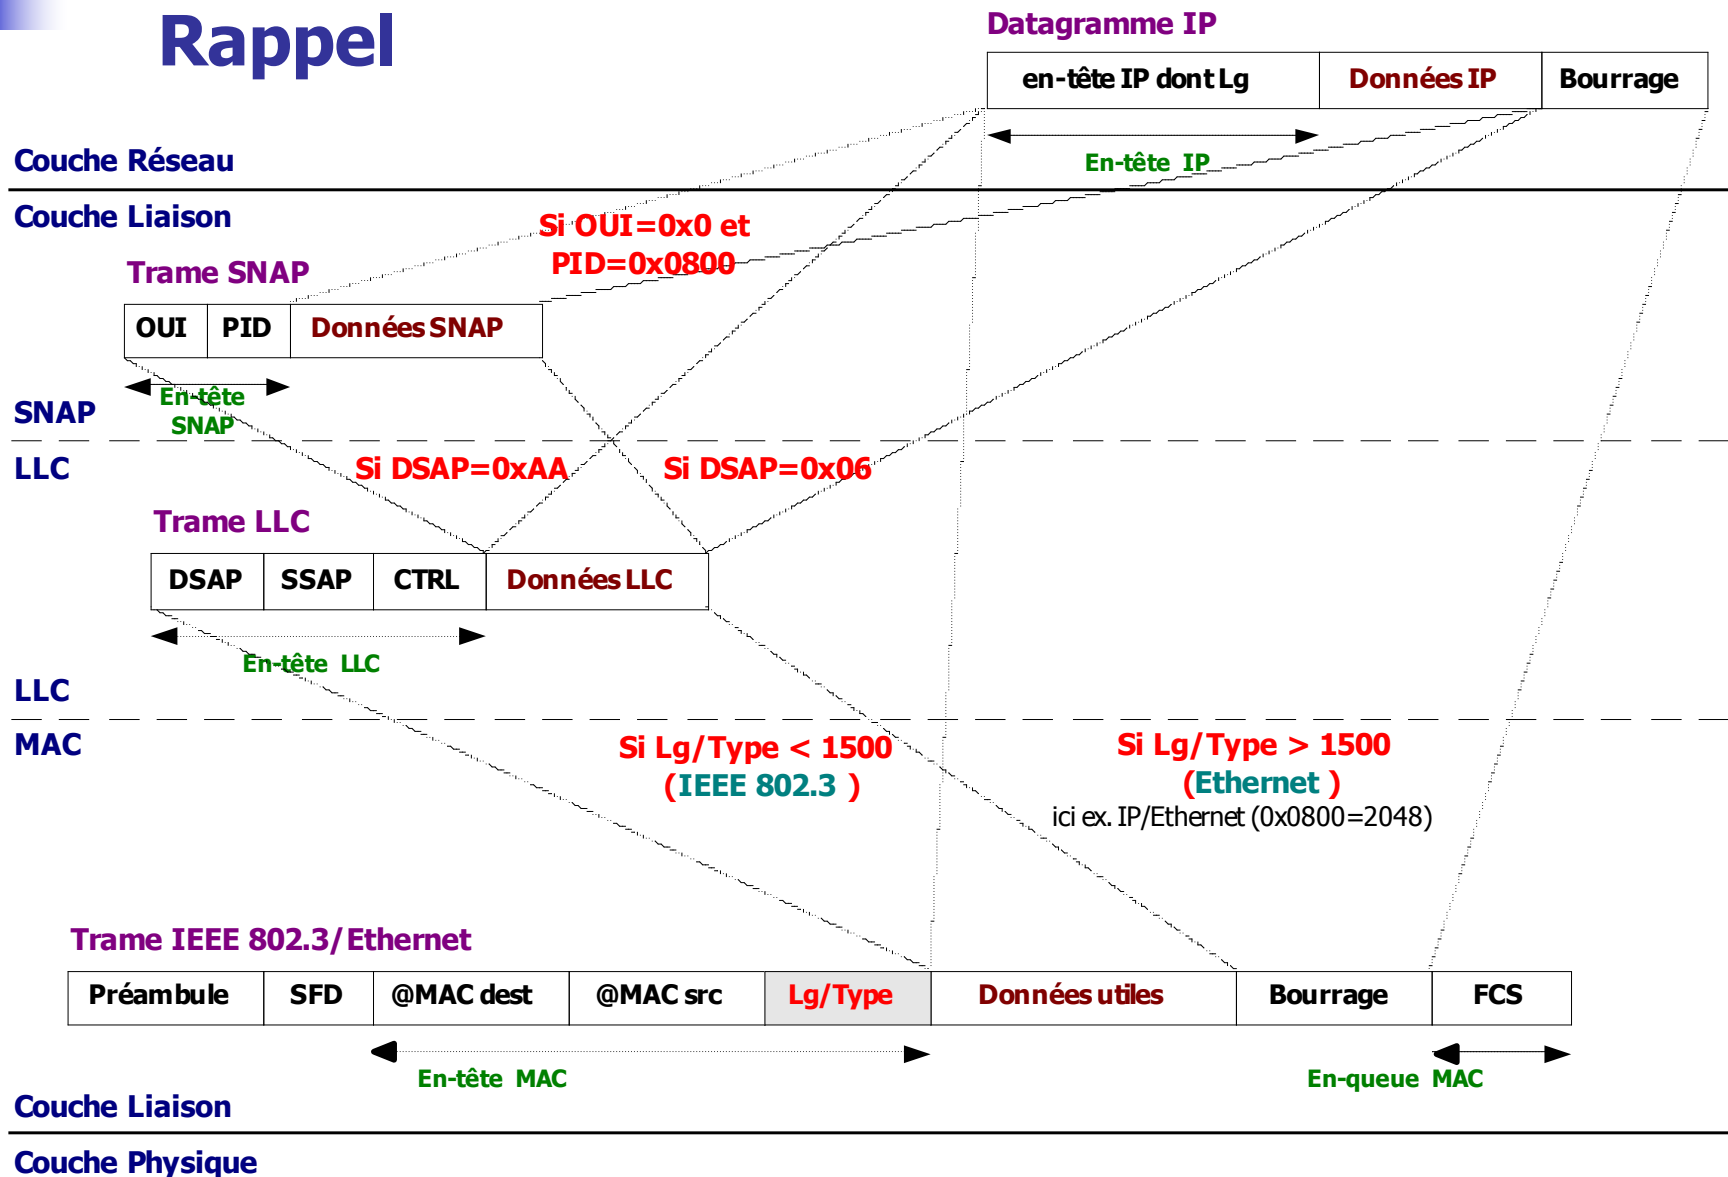 Rappel
Datagramme IP
en-tête IP dont Lg
Données IP
Bourrage
Couche Réseau
En-tête IP
Couche Liaison
Si OUI=0x0 et
PID=0x0800
Trame SNAP
OUI
PID
Données SNAP
En-tête
SNAP
SNAP
LLC
Si DSAP=0xAA
Si DSAP=0x06
Trame LLC
DSAP
SSAP
CTRL
Données LLC
En-tête LLC
LLC
MAC
Si Lg/Type < 1500
(IEEE 802.3 )
Si Lg/Type > 1500
(Ethernet )
ici ex. IP/Ethernet (0x0800=2048)
Trame IEEE 802.3/Ethernet
Préambule
SFD
@MAC dest
@MAC src
Lg/Type
Données utiles
Bourrage
FCS
En-tête MAC
En-queue MAC
Couche Liaison
Couche Physique